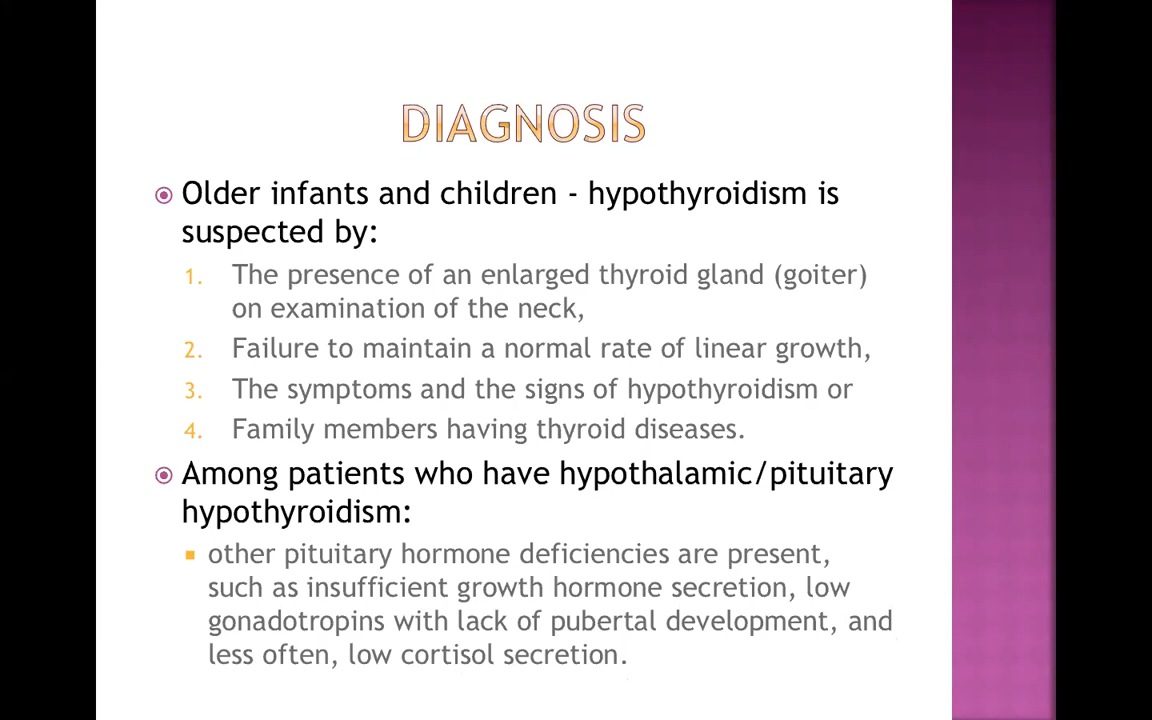 DIAGNOSIS
Older infants and children - hypothyroidism is
suspected by:
1. The presence of an enlarged thyroid gland (goiter)
on examination of the neck,
2. Failure to maintain a normal rate of linear growth,
3. The symptoms and the signs of hypothyroidism or
4. Family members having thyroid diseases.
Among patients who have hypothalamic/pituitary
hypothyroidism:
other pituitary hormone deficiencies are present,
such as insufficient growth hormone secretion, low
gonadotropins with lack of pubertal development, and
less often, low cortisol secretion.